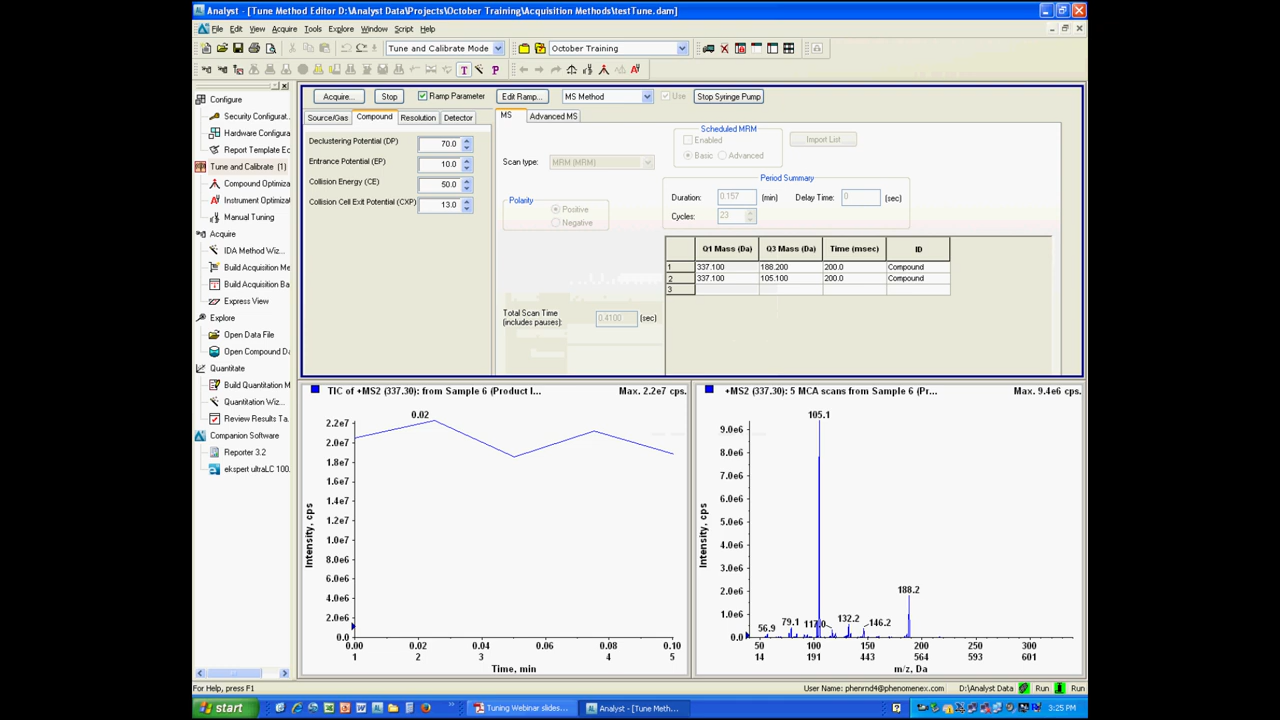 Analyst - [Tune Method Editor D:\Analyst Data\Projects\October Training\Acquisition Methods\testTune.dam]
File Edit View Acquire Tools Explore Window Script Help
Tune and Calibrate Mode October Training
Configure
Security Configurat...
Hardware Configura
Report Template Ec
Tune and Calibrate (1)
Compound Optimiza
Instrument Optimizat
Manual Tuning
Acquire
IDA Method Wiz...
Build Acquisition Me
Build Acquisition Ba
Express View
Explore
Open Data File
Open Compound Da
Quantitate
Build Quantitation M
Quantitation Wiz...
Review Results Ta.
Companion Software
Reporter 3.2
ekspert ultraLC 100.
Acquire... Stop Ramp Parameter Edit Ramp... MS Method Use Stop Syringe Pump
Source/Gas Compound Resolution Detector
Declustering Potential (DP) 70.0
Entrance Potential (EP) 10.0
Collision Energy (CE) 50.0
Collision Cell Exit Potential (CXP) 13.0
MS Advanced MS
Scan type: MRM (MRM)
Scheduled MRM
Enabled
Basic Advanced
Import List
Polarity
Positive
Negative
Period Summary
Duration: 0.157 (min) Delay Time: 0 (sec)
Cycles: 23
Total Scan Time
(includes pauses): 0.4100 (sec)
Q1 Mass (Da) Q3 Mass (Da) Time (msec) ID
1 337.100 188.200 200.0 Compound
2 337.100 105.100 200.0 Compound
3
TIC of +MS2 (337.30): from Sample 6 (Product I... Max. 2.2e7 cps.
0.02
2.2e7
2.0e7
1.8e7
1.6e7
1.4e7
1.2e7
1.0e7
8.0e6
6.0e6
4.0e6
2.0e6
0.0
Intensity, cps
0.00 0.02 0.04 0.06 0.08 0.10
1 2 3 4 5
Time, min
+MS2 (337.30): 5 MCA scans from Sample 6 (Pr... Max. 9.4e6 cps.
105.1
9.0e6
8.0e6
7.0e6
6.0e6
5.0e6
4.0e6
3.0e6
2.0e6
1.0e6
0.0
Intensity, cps
188.2
56.9 79.1 117.0 132.2 146.2
50 100 150 200 250 300
14 191 443 564 593 601
m/z, Da
For Help, press F1 User Name: phenrnd4@phenomenex.com D:\Analyst Data Run Run
start Tuning Webinar slides... Analyst - [Tune Meth... 3:25 PM